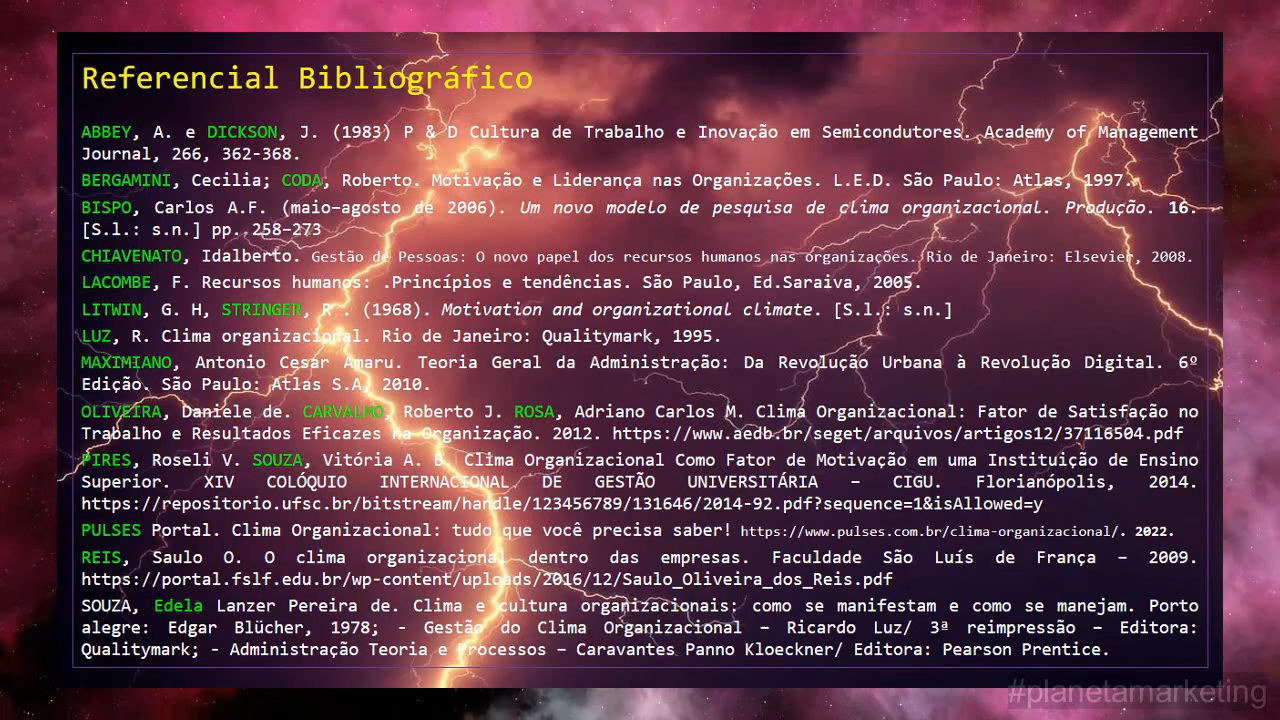 Referencial Bibliográfico
ABBEY, A. e DICKSON, J. (1983) P & D Cultura de Trabalho e Inovação em Semicondutores. Academy of Management
Journal, 266, 362-368.
BERGAMINI, Cecilia; CODA, Roberto. Motivação e Liderança nas Organizações. L.E.D. São Paulo: Atlas, 1997.
BISPO, Carlos A.F. (maio–agosto de 2006). Um novo modelo de pesquisa de clima organizacional. Produção. 16.
[S.l.: s.n.] pp. 258–273
CHIAVENATO, Idalberto. Gestão de Pessoas: O novo papel dos recursos humanos nas organizações. Rio de Janeiro: Elsevier, 2008.
LACOMBE, F. Recursos humanos: .Princípios e tendências. São Paulo, Ed.Saraiva, 2005.
LITWIN, G. H, STRINGER, R.. (1968). Motivation and organizational climate. [S.l.: s.n.]
LUZ, R. Clima organizacional. Rio de Janeiro: Qualitymark, 1995.
MAXIMIANO, Antonio Cesar Amaru. Teoria Geral da Administração: Da Revolução Urbana à Revolução Digital. 6º
Edição. São Paulo: Atlas S.A, 2010.
OLIVEIRA, Daniele de. CARVALHO, Roberto J. ROSA, Adriano Carlos M. Clima Organizacional: Fator de Satisfação no
Trabalho e Resultados Eficazes na Organização. 2012. https://www.aedb.br/seget/arquivos/artigos12/37116504.pdf
PIRES, Roseli V. SOUZA, Vitória A. B. Clima Organizacional Como Fator de Motivação em uma Instituição de Ensino
Superior. XIV COLÓQUIO INTERNACIONAL DE GESTÃO UNIVERSITÁRIA – CIGU. Florianópolis, 2014.
https://repositorio.ufsc.br/bitstream/handle/123456789/131646/2014-92.pdf?sequence=1&isAllowed=y
PULSES Portal. Clima Organizacional: tudo que você precisa saber! https://www.pulses.com.br/clima-organizacional/. 2022.
REIS, Saulo O. O clima organizacional dentro das empresas. Faculdade São Luís de França – 2009.
https://portal.fslf.edu.br/wp-content/uploads/2016/12/Saulo_Oliveira_dos_Reis.pdf
SOUZA, Edela Lanzer Pereira de. Clima e cultura organizacionais: como se manifestam e como se manejam. Porto
alegre: Edgar Blücher, 1978; - Gestão do Clima Organizacional – Ricardo Luz/ 3ª reimpressão – Editora:
Qualitymark; - Administração Teoria e Processos – Caravantes Panno Kloeckner/ Editora: Pearson Prentice.
#planetamarketing